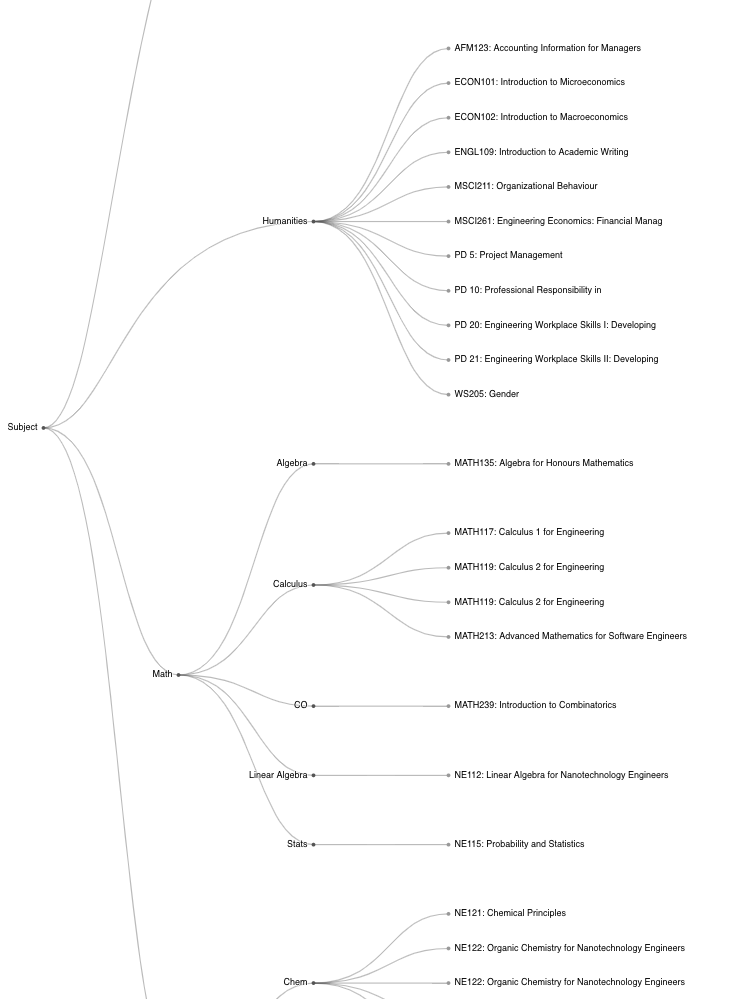 AFM123: Accounting Information for Managers
ECON101: Introduction to Microeconomics
ECON102: Introduction to Macroeconomics
ENGL109: Introduction to Academic Writing
MSCI211: Organizational Behaviour
Humanities
MSCI261: Engineering Economics: Financial Manag
PD 5: Project Management
PD 10: Professional Responsibility in
PD 20: Engineering Workplace Skills I: Developing
PD 21: Engineering Workplace Skills II: Developing
WS205: Gender
Subject
Algebra
MATH135: Algebra for Honours Mathematics
MATH117: Calculus 1 for Engineering
MATH119: Calculus 2 for Engineering
Calculus
MATH119: Calculus 2 for Engineering
MATH213: Advanced Mathematics for Software Engineers
Math
CO
MATH239: Introduction to Combinatorics
Linear Algebra
NE112: Linear Algebra for Nanotechnology Engineers
Stats
NE115: Probability and Statistics
NE121: Chemical Principles
NE122: Organic Chemistry for Nanotechnology Engineers
Chem
NE122: Organic Chemistry for Nanotechnology Engineers